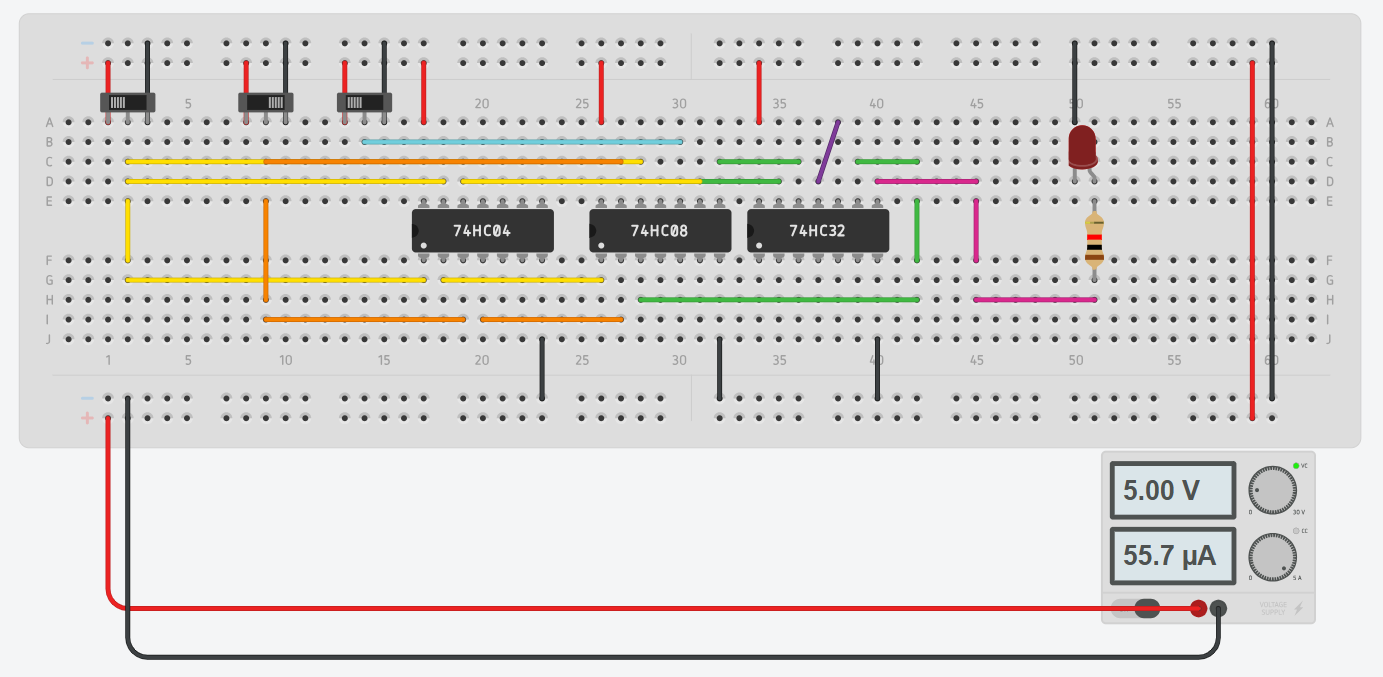 − −
+ +
5 20 25 30 35 40 45 50 55 60
A A
B B
C C
D D
E E
74HC04 74HC08 74HC32
F F
G G
H H
I I
J J
1 5 10 15 20 25 30 35 40 45 50 55 60
−
+
5.00 V
VC
0 30 V
55.7 µA
CC
0 5 A
VOLTAGE
SUPPLY